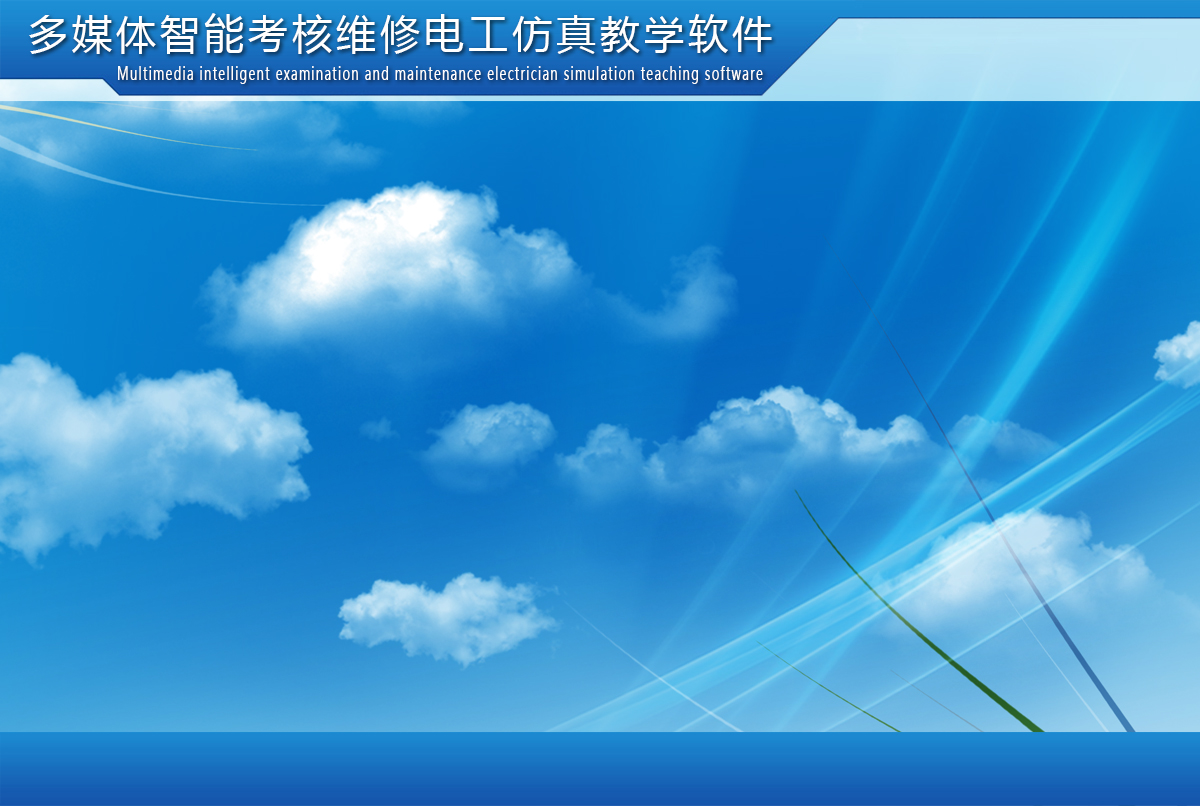 多媒体智能考核维修电工仿真教学软件
Multimedia intelligent examination and maintenance electrician simulation teaching software